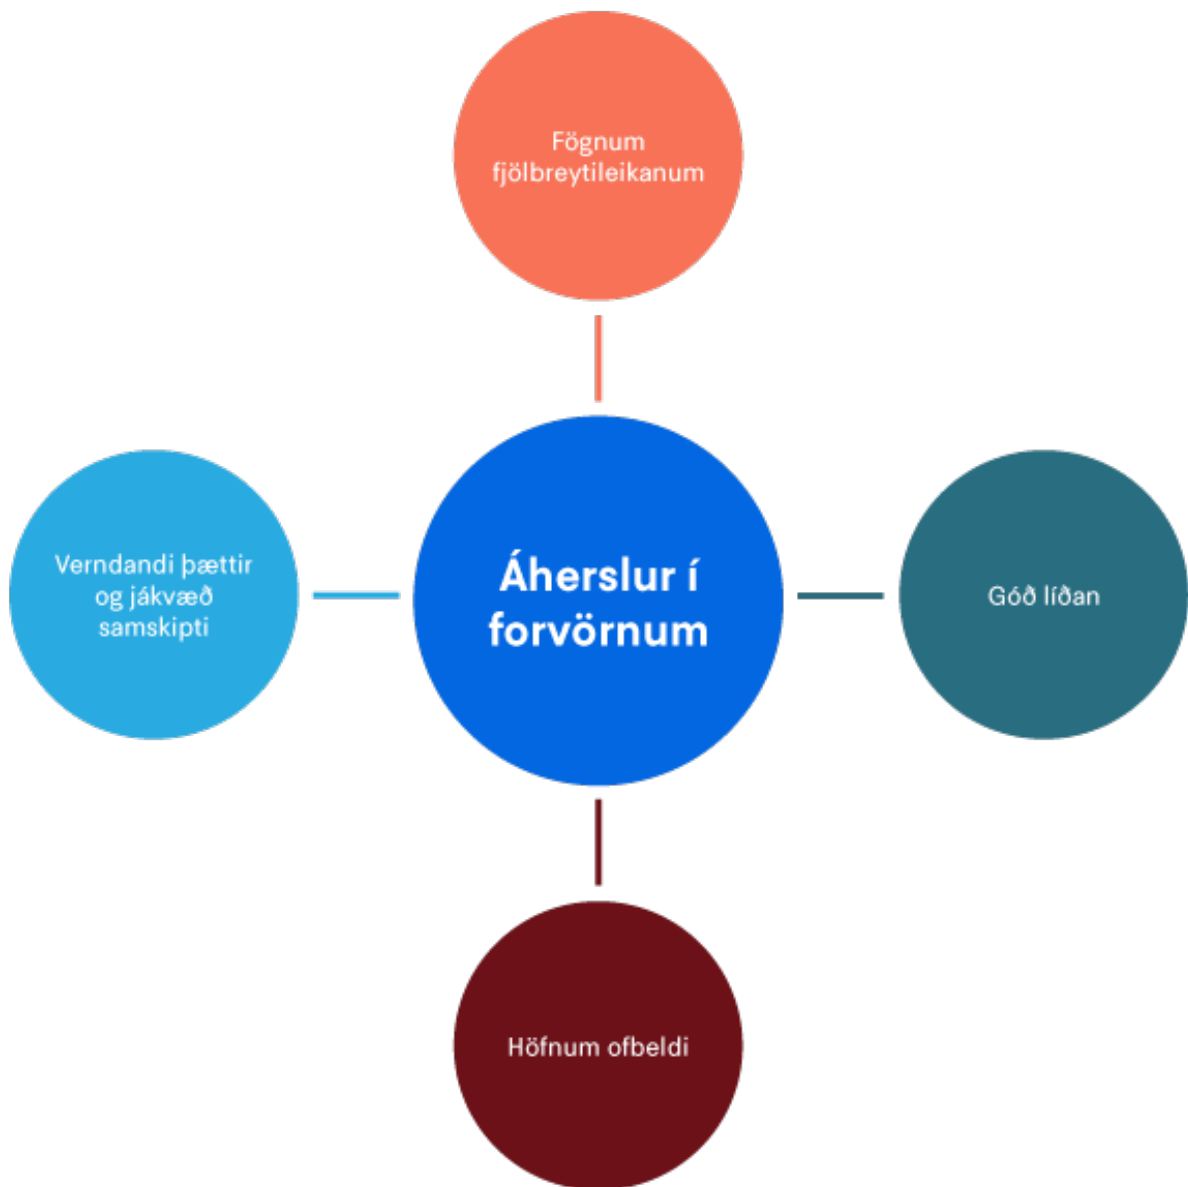 Fögnum
fjölbreytileikanum
Verndandi þættir
og jákvæð
samskipti
Áherslur í
forvörnum
Góð líðan
Höfnum ofbeldi